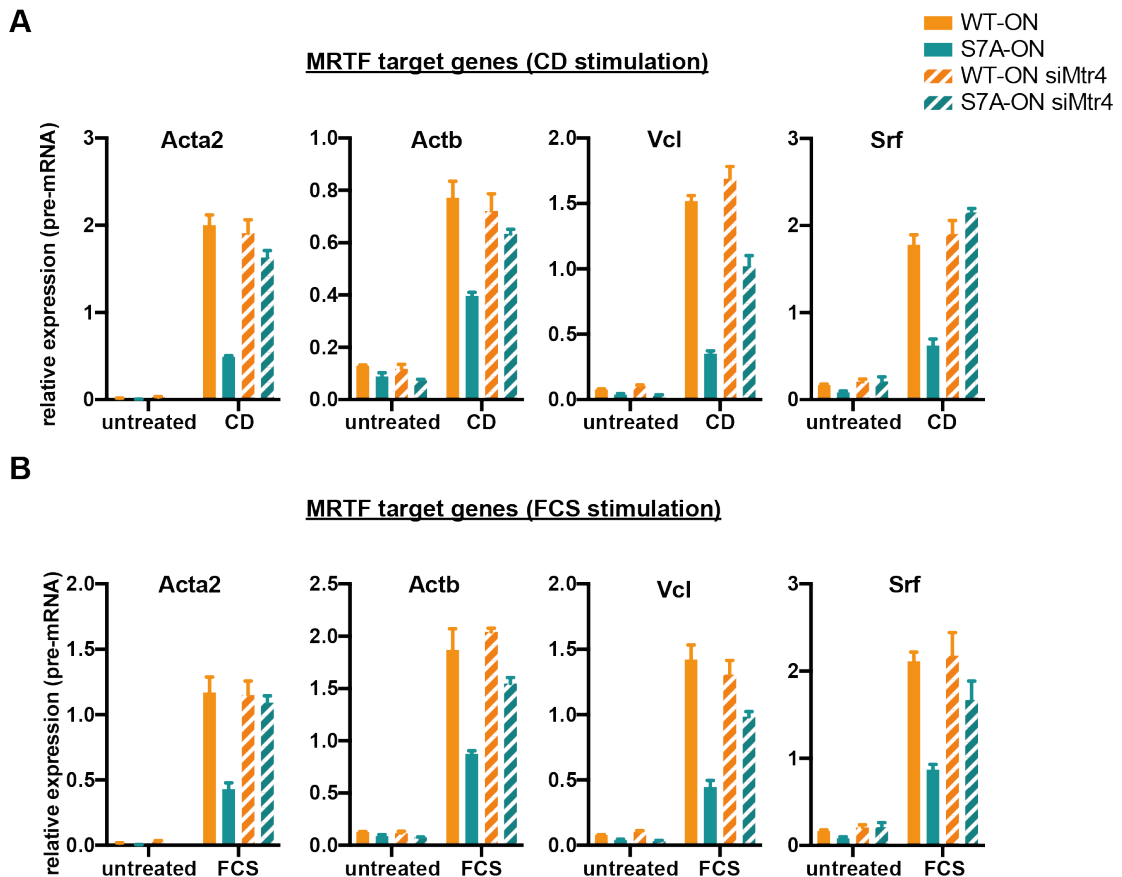 A
WT-ON
S7A-ON
WT-ON siMtr4
S7A-ON siMtr4
MRTF target genes (CD stimulation)
relative expression (pre-mRNA)
Acta2
3
2
1
0
untreated CD
Actb
1.0
0.8
0.6
0.4
0.2
0.0
untreated CD
Vcl
2.0
1.5
1.0
0.5
0.0
untreated CD
Srf
3
2
1
0
untreated CD
B
MRTF target genes (FCS stimulation)
relative expression (pre-mRNA)
Acta2
2.0
1.5
1.0
0.5
0.0
untreated FCS
Actb
2.5
2.0
1.5
1.0
0.5
0.0
untreated FCS
Vcl
2.0
1.5
1.0
0.5
0.0
untreated FCS
Srf
3
2
1
0
untreated FCS